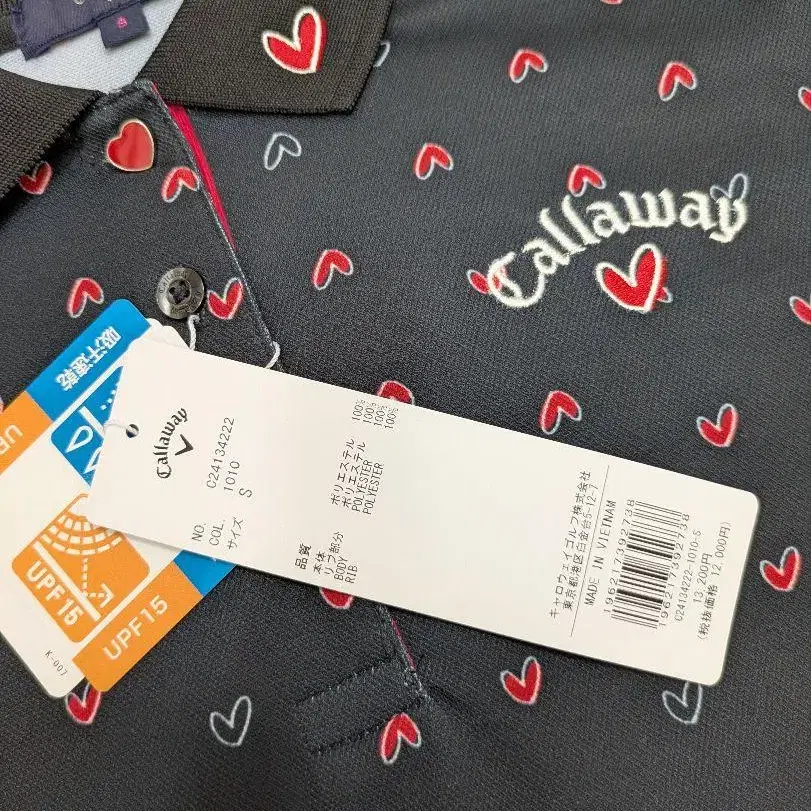 S
Callaway
吸汗速乾
UPF15
UPF15
K-007
Callaway
NO. C24134222
COL. 1010
サイズ S
品質
本体 ポリエステル 100%
リブ部分 ポリエステル 100%
BODY POLYESTER 100%
RIB POLYESTER 100%
キャロウェイゴルフ株式会社
東京都港区白金台5-12-7
MADE IN VIETNAM
196217392738
196217392738
C24134222-1010-S
13,200円
(税抜価格 12,000円)